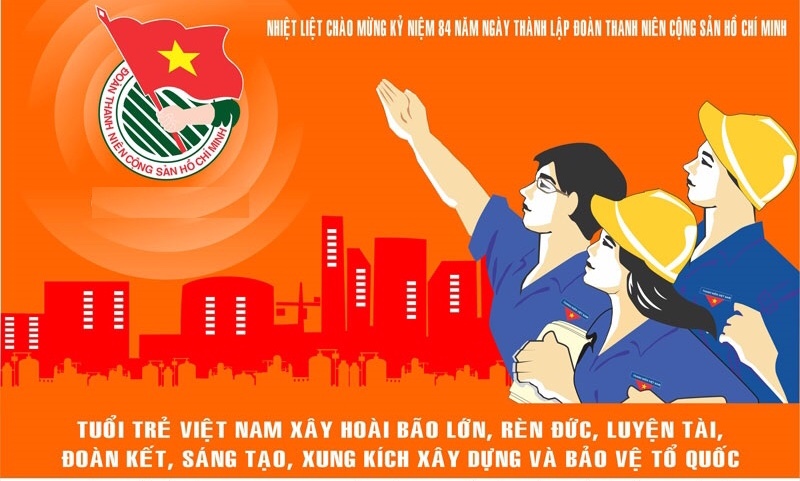 NHIỆT LIỆT CHÀO MỪNG KỶ NIỆM 84 NĂM NGÀY THÀNH LẬP ĐOÀN THANH NIÊN CỘNG SẢN HỒ CHÍ MINH
ĐOÀN THANH NIÊN CỘNG SẢN HỒ CHÍ MINH
TUỔI TRẺ VIỆT NAM XÂY HOÀI BÃO LỚN, RÈN ĐỨC, LUYỆN TÀI,
ĐOÀN KẾT, SÁNG TẠO, XUNG KÍCH XÂY DỰNG VÀ BẢO VỆ TỔ QUỐC